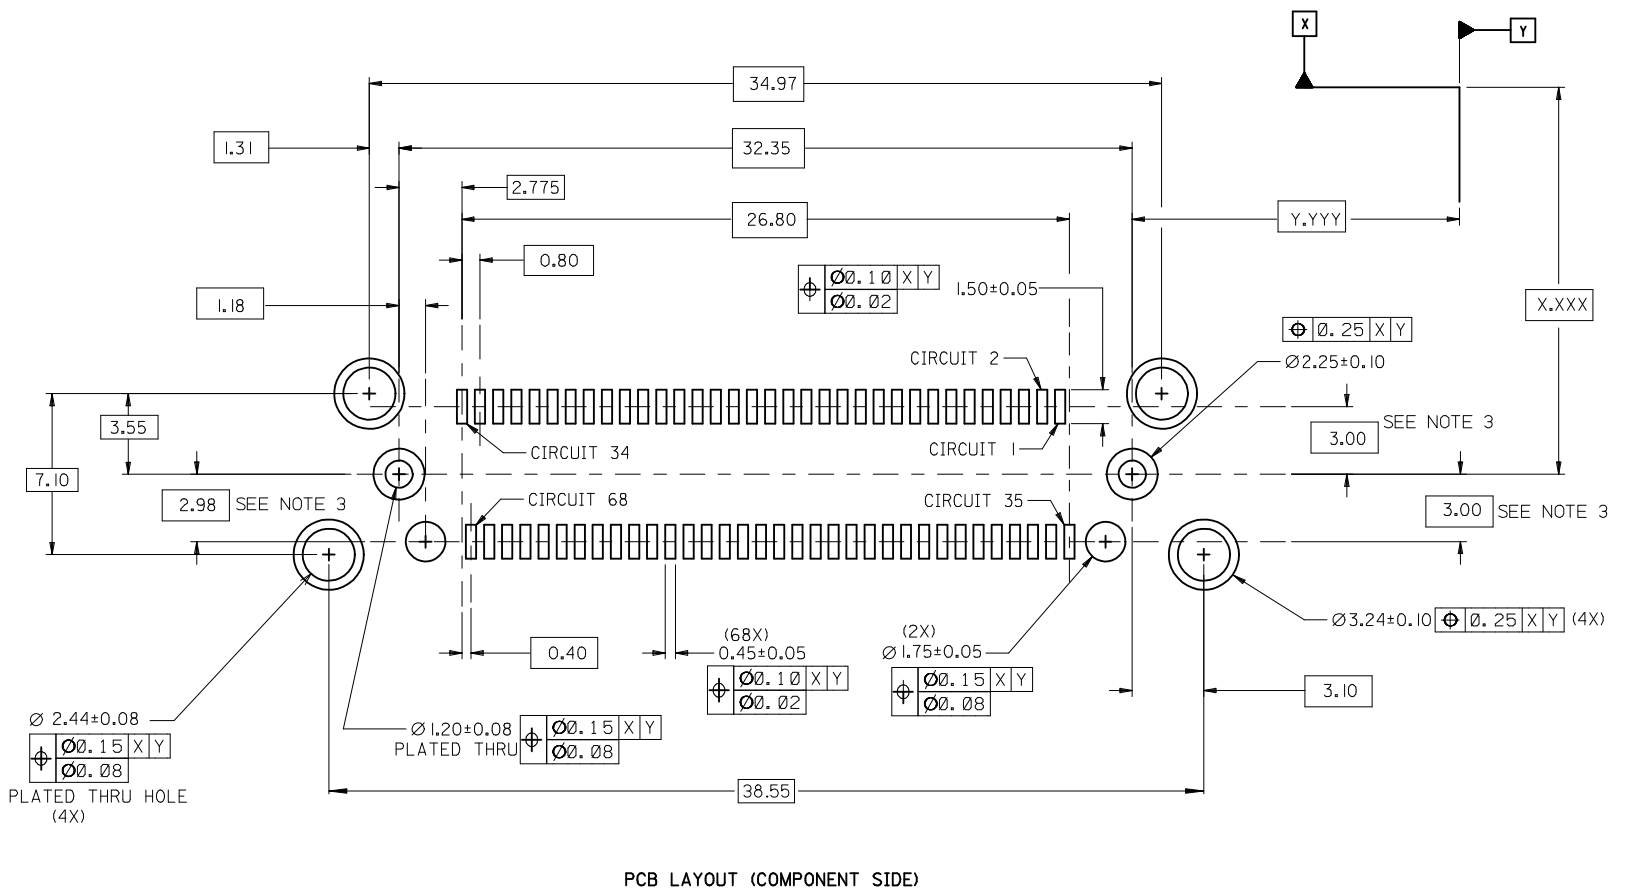 X
Y
34.97
1.31
32.35
2.775
26.80
Y.YYY
0.80
Ø0.10 X Y
Ø0.02
1.50±0.05
1.18
X.XXX
0.25 X Y
Ø2.25±0.10
CIRCUIT 2
3.55
SEE NOTE 3
3.00
CIRCUIT 34
CIRCUIT 1
7.10
2.98 SEE NOTE 3
CIRCUIT 68
CIRCUIT 35
3.00 SEE NOTE 3
Ø3.24±0.10 0.25 X Y (4X)
0.40
(68X)
0.45±0.05
Ø0.10 X Y
Ø0.02
(2X)
Ø1.75±0.05
Ø0.15 X Y
Ø0.08
3.10
Ø 2.44±0.08
Ø0.15 X Y
Ø0.08
PLATED THRU HOLE
(4X)
Ø1.20±0.08
PLATED THRU
Ø0.15 X Y
Ø0.08
38.55
PCB LAYOUT (COMPONENT SIDE)